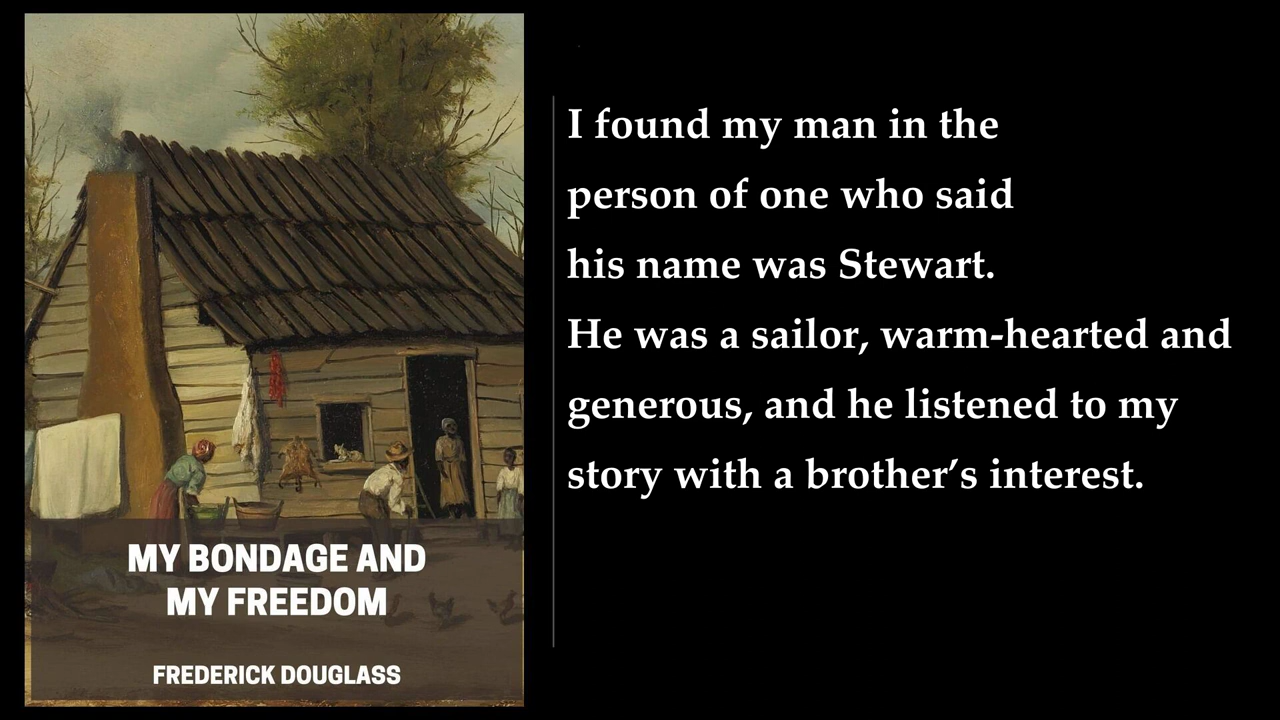 MY BONDAGE AND
MY FREEDOM
FREDERICK DOUGLASS
I found my man in the
person of one who said
his name was Stewart.
He was a sailor, warm-hearted and
generous, and he listened to my
story with a brother’s interest.